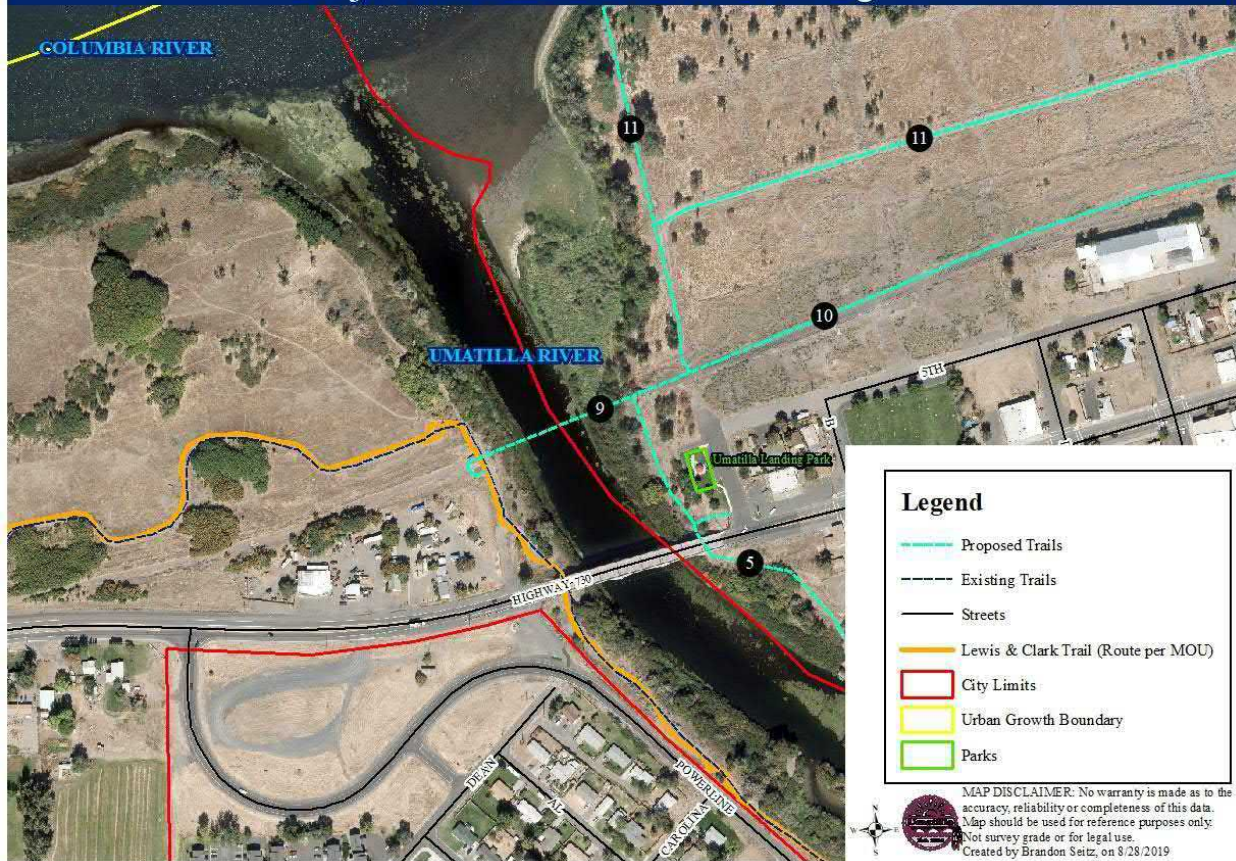 COLUMBIA RIVER
11
11
10
UMATILLA RIVER
9
5TH
B
Umatilla Landing Park
5
HIGHWAY 730
DEAN
AL
POWERLINE
CAROLINA
Legend
Proposed Trails
Existing Trails
Streets
Lewis & Clark Trail (Route per MOU)
City Limits
Urban Growth Boundary
Parks
N
W E
S
MAP DISCLAIMER: No warranty is made as to the
accuracy, reliability or completeness of this data.
Map should be used for reference purposes only.
Not survey grade or for legal use.
Created by Brandon Seitz, on 8/28/2019